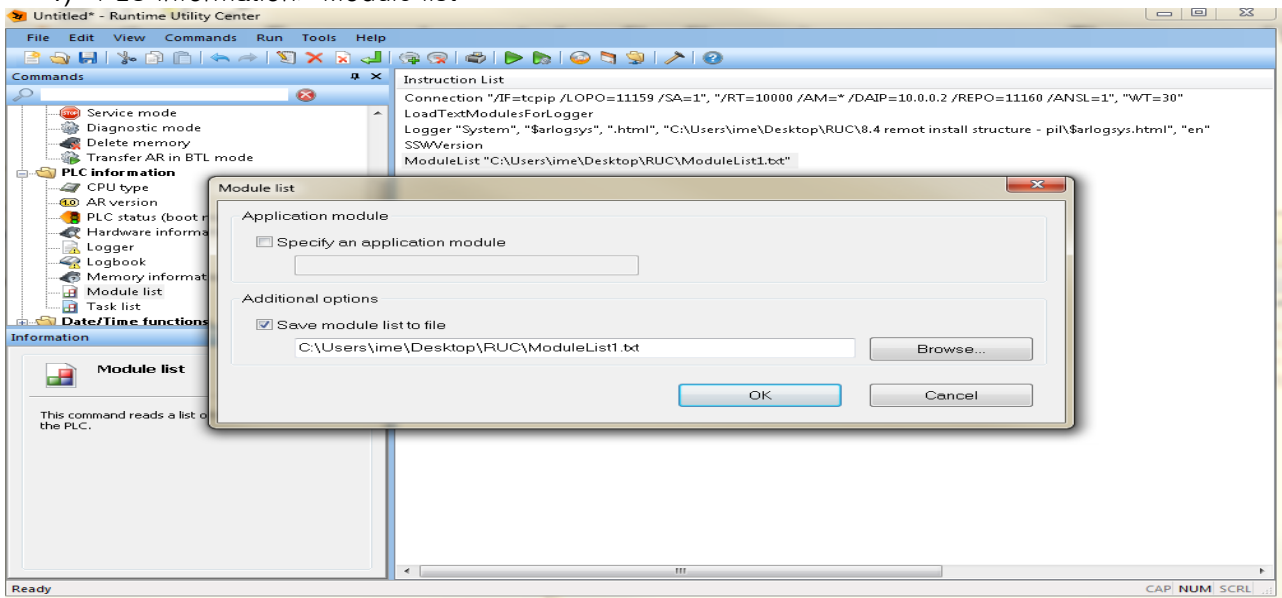 Untitled* - Runtime Utility Center
File Edit View Commands Run Tools Help
Commands
Service mode
Diagnostic mode
Delete memory
Transfer AR in BTL mode
PLC information
CPU type
AR version
PLC status (boot
Hardware informa
Logger
Logbook
Memory informat
Module list
Task list
Date/Time functions
Information
Module list
This command reads a list o
the PLC.
Instruction List
Connection "/IF=tcpip /LOPO=11159 /SA=1", "/RT=10000 /AM=* /DAIP=10.0.0.2 /REPO=11160 /ANSL=1", "WT=30"
LoadTextModulesForLogger
Logger "System", "$arlogsys", ".html", "C:\Users\ime\Desktop\RUC\8.4 remot install structure - pil\$arlogsys.html", "en"
SSWVersion
ModuleList "C:\Users\ime\Desktop\RUC\ModuleList1.txt"
Module list
Application module
Specify an application module
Additional options
Save module list to file
C:\Users\ime\Desktop\RUC\ModuleList1.txt
Browse...
OK
Cancel
Ready
CAP NUM SCRL